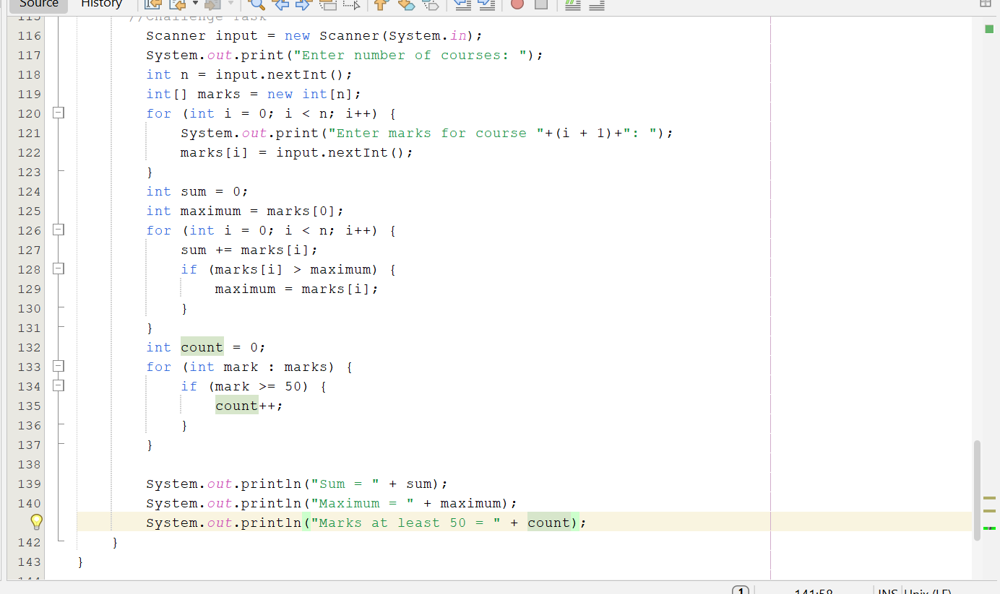 Source History
115 //Challenge Task
116 Scanner input = new Scanner(System.in);
117 System.out.print("Enter number of courses: ");
118 int n = input.nextInt();
119 int[] marks = new int[n];
120 for (int i = 0; i < n; i++) {
121 System.out.print("Enter marks for course "+(i + 1)+": ");
122 marks[i] = input.nextInt();
123 }
124 int sum = 0;
125 int maximum = marks[0];
126 for (int i = 0; i < n; i++) {
127 sum += marks[i];
128 if (marks[i] > maximum) {
129 maximum = marks[i];
130 }
131 }
132 int count = 0;
133 for (int mark : marks) {
134 if (mark >= 50) {
135 count++;
136 }
137 }
138
139 System.out.println("Sum = " + sum);
140 System.out.println("Maximum = " + maximum);
System.out.println("Marks at least 50 = " + count);
142 }
143 }
144
1 141:58 INS Unix (LF)